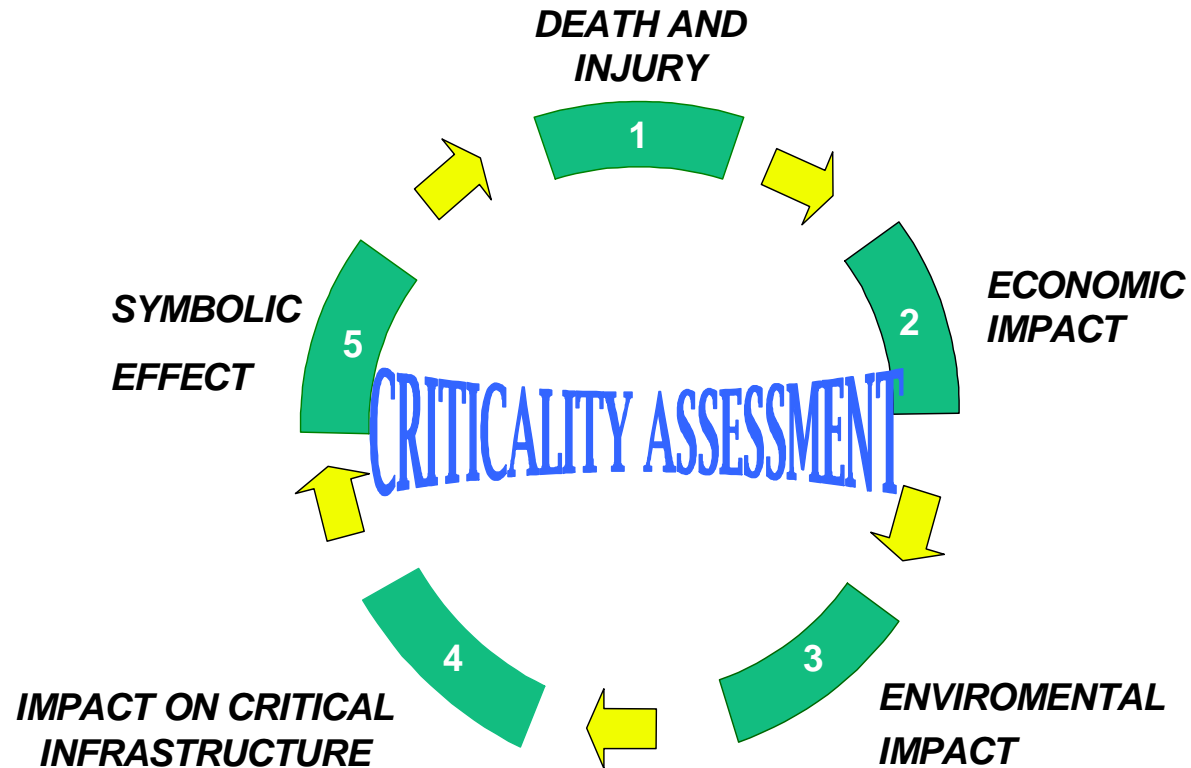 DEATH AND
INJURY
1
2
ECONOMIC
IMPACT
3
ENVIROMENTAL
IMPACT
4
IMPACT ON CRITICAL
INFRASTRUCTURE
5
SYMBOLIC
EFFECT
CRITICALITY ASSESSMENT